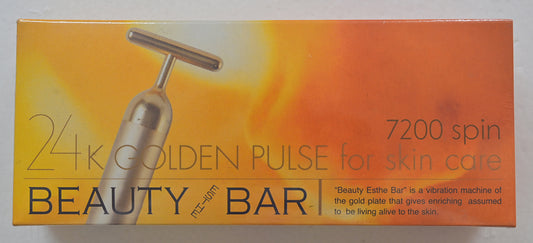 7200 spin
24K GOLDEN PULSE for skin care
BEAUTY ESTHE BAR
"Beauty Esthe Bar" is a vibration machine of
the gold plate that gives enriching assumed
to be living alive to the skin.